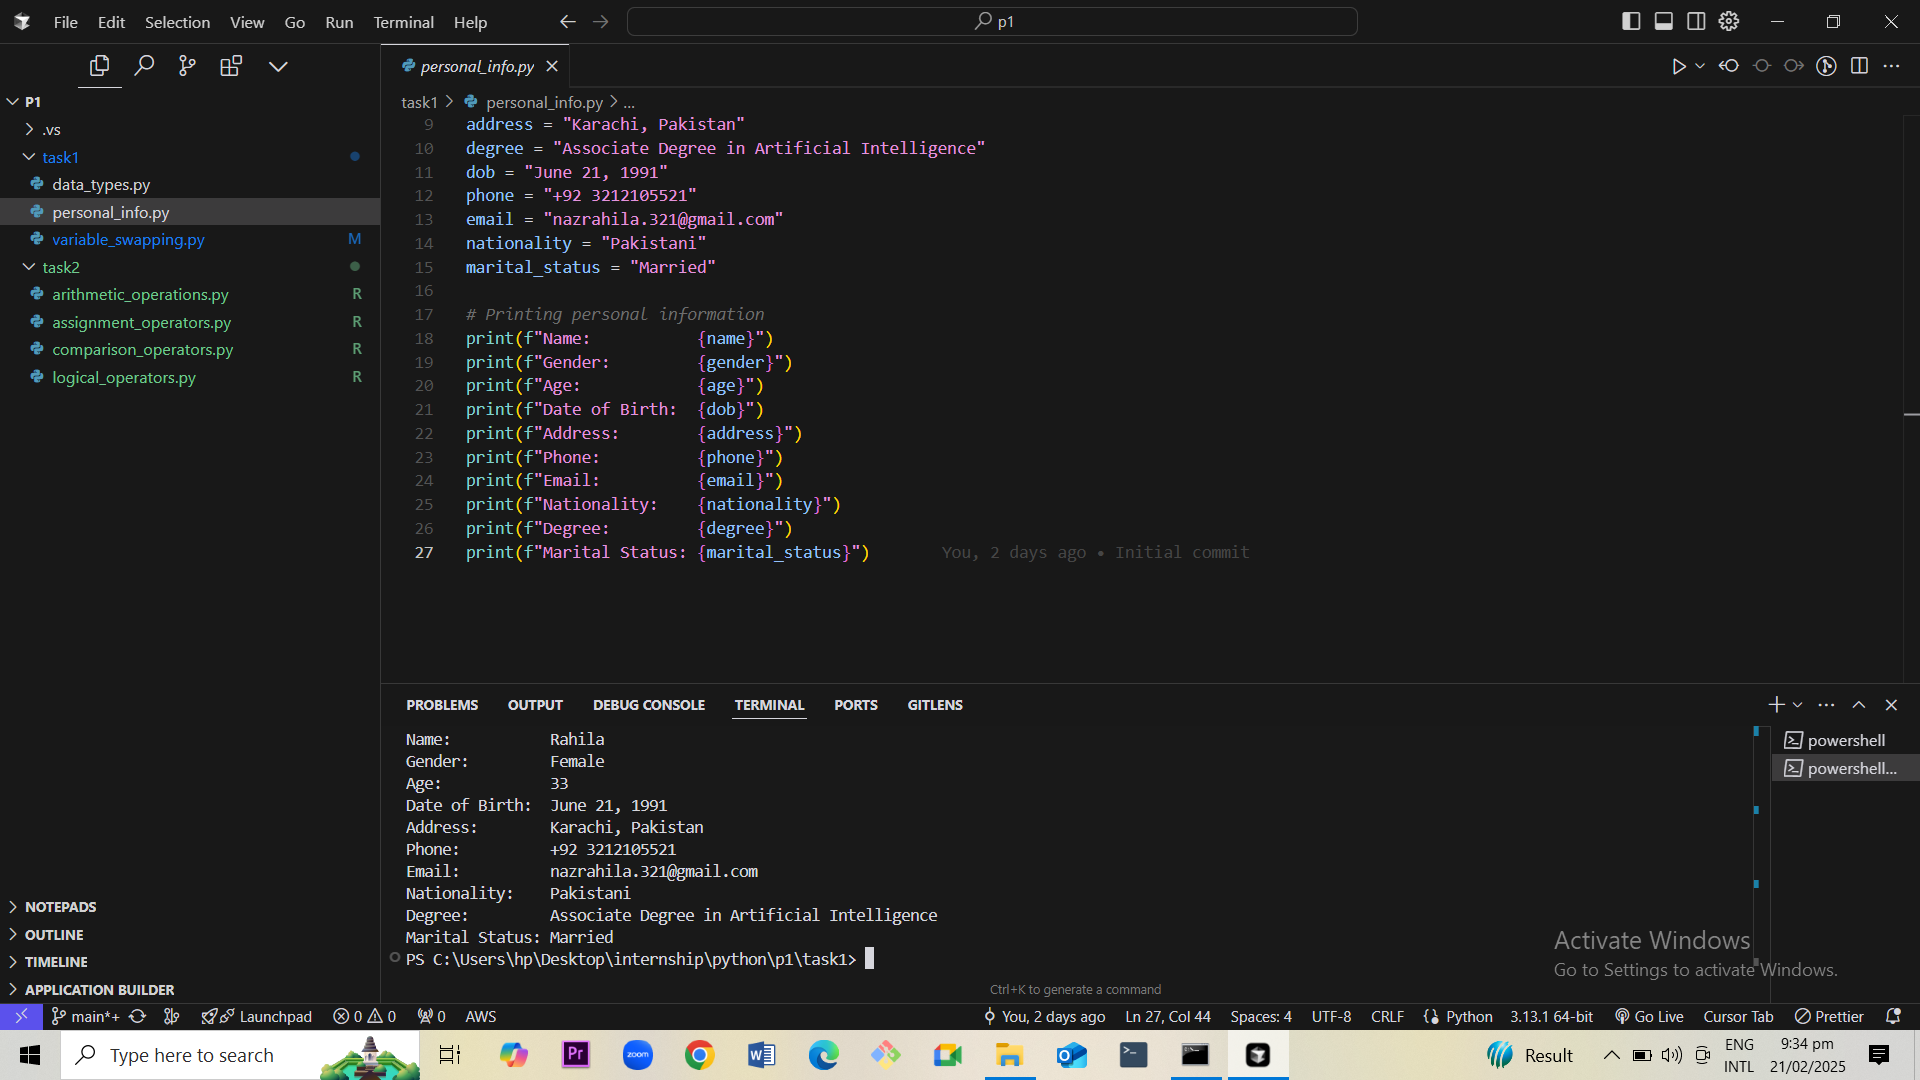 File Edit Selection View Go Run Terminal Help
p1
personal_info.py
P1
.vs
task1
data_types.py
personal_info.py
variable_swapping.py M
task2
arithmetic_operations.py R
assignment_operators.py R
comparison_operators.py R
logical_operators.py R
NOTEPADS
OUTLINE
TIMELINE
APPLICATION BUILDER
task1 > personal_info.py > ...
9 address = "Karachi, Pakistan"
10 degree = "Associate Degree in Artificial Intelligence"
11 dob = "June 21, 1991"
12 phone = "+92 3212105521"
13 email = "nazrahila.321@gmail.com"
14 nationality = "Pakistani"
15 marital_status = "Married"
16
17 # Printing personal information
18 print(f"Name:           {name}")
19 print(f"Gender:         {gender}")
20 print(f"Age:            {age}")
21 print(f"Date of Birth:  {dob}")
22 print(f"Address:        {address}")
23 print(f"Phone:          {phone}")
24 print(f"Email:          {email}")
25 print(f"Nationality:    {nationality}")
26 print(f"Degree:         {degree}")
27 print(f"Marital Status: {marital_status}") You, 2 days ago • Initial commit
PROBLEMS OUTPUT DEBUG CONSOLE TERMINAL PORTS GITLENS
Name:           Rahila
Gender:         Female
Age:            33
Date of Birth:  June 21, 1991
Address:        Karachi, Pakistan
Phone:          +92 3212105521
Email:          nazrahila.321@gmail.com
Nationality:    Pakistani
Degree:         Associate Degree in Artificial Intelligence
Marital Status: Married
PS C:\Users\hp\Desktop\internship\python\p1\task1>
Ctrl+K to generate a command
powershell
powershell...
Activate Windows
Go to Settings to activate Windows.
main*+ Launchpad 0 0 0 AWS You, 2 days ago Ln 27, Col 44 Spaces: 4 UTF-8 CRLF Python 3.13.1 64-bit Go Live Cursor Tab Prettier
Type here to search
Pr
zoom
Result
ENG
INTL
9:34 pm
21/02/2025